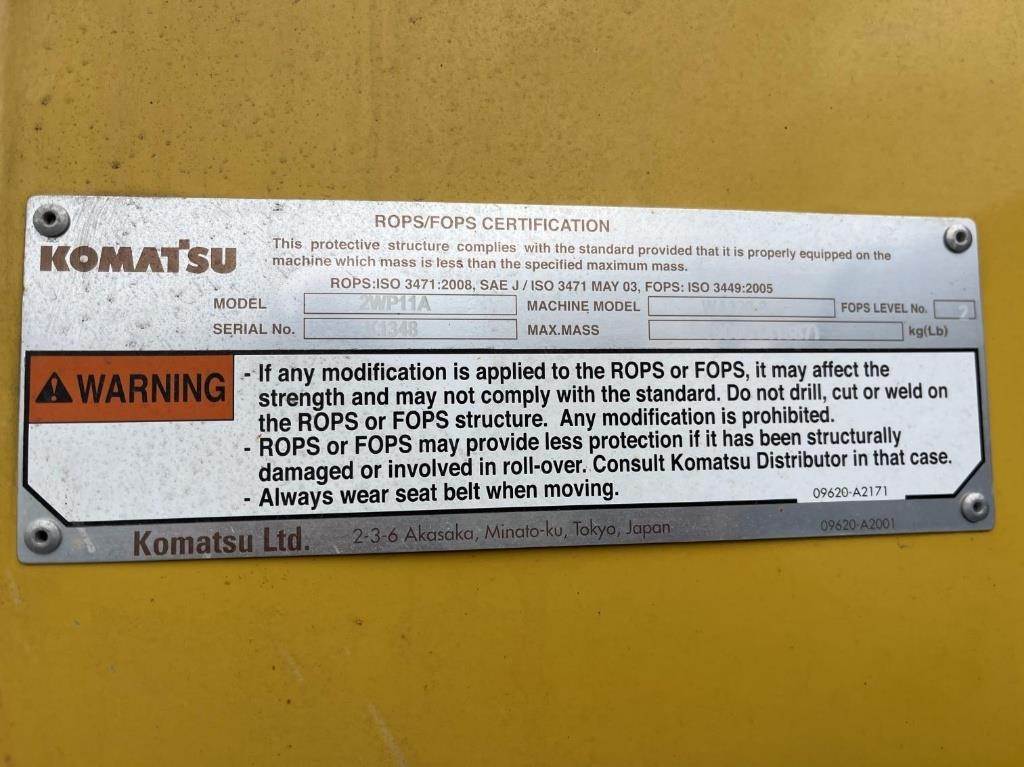 ROPS/FOPS CERTIFICATION
KOMATSU
This protective structure complies with the standard provided that it is properly equipped on the
machine which mass is less than the specified maximum mass.
ROPS:ISO 3471:2008, SAE J / ISO 3471 MAY 03, FOPS: ISO 3449:2005
MODEL 2WP11A MACHINE MODEL FOPS LEVEL No. 2
SERIAL No. K1348 MAX.MASS kg(Lb)
WARNING
- If any modification is applied to the ROPS or FOPS, it may affect the
strength and may not comply with the standard. Do not drill, cut or weld on
the ROPS or FOPS structure. Any modification is prohibited.
- ROPS or FOPS may provide less protection if it has been structurally
damaged or involved in roll-over. Consult Komatsu Distributor in that case.
- Always wear seat belt when moving.
09620-A2171
Komatsu Ltd. 2-3-6 Akasaka, Minato-ku, Tokyo, Japan 09620-A2001